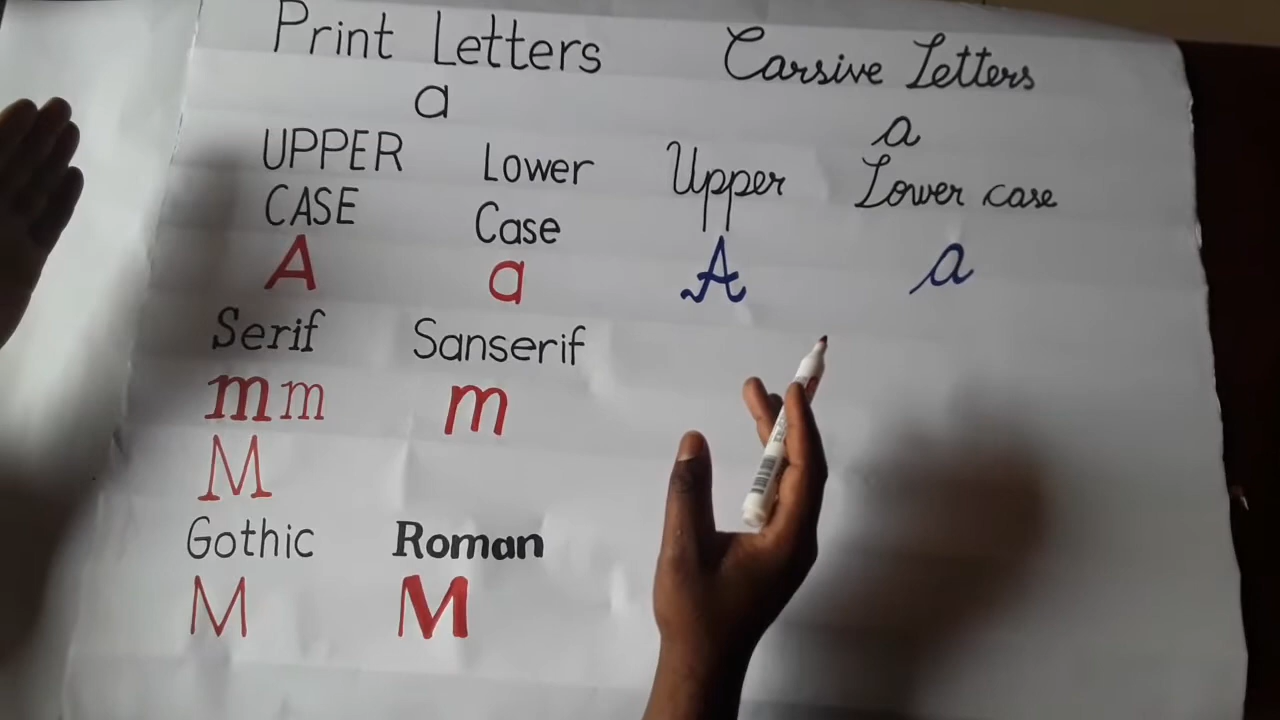 Print Letters
a
UPPER CASE
A
Lower Case
a
Serif
m m
M
Sanserif
m
Gothic
M
Roman
M
Carsive Letters
a
Upper
A
Lower case
a